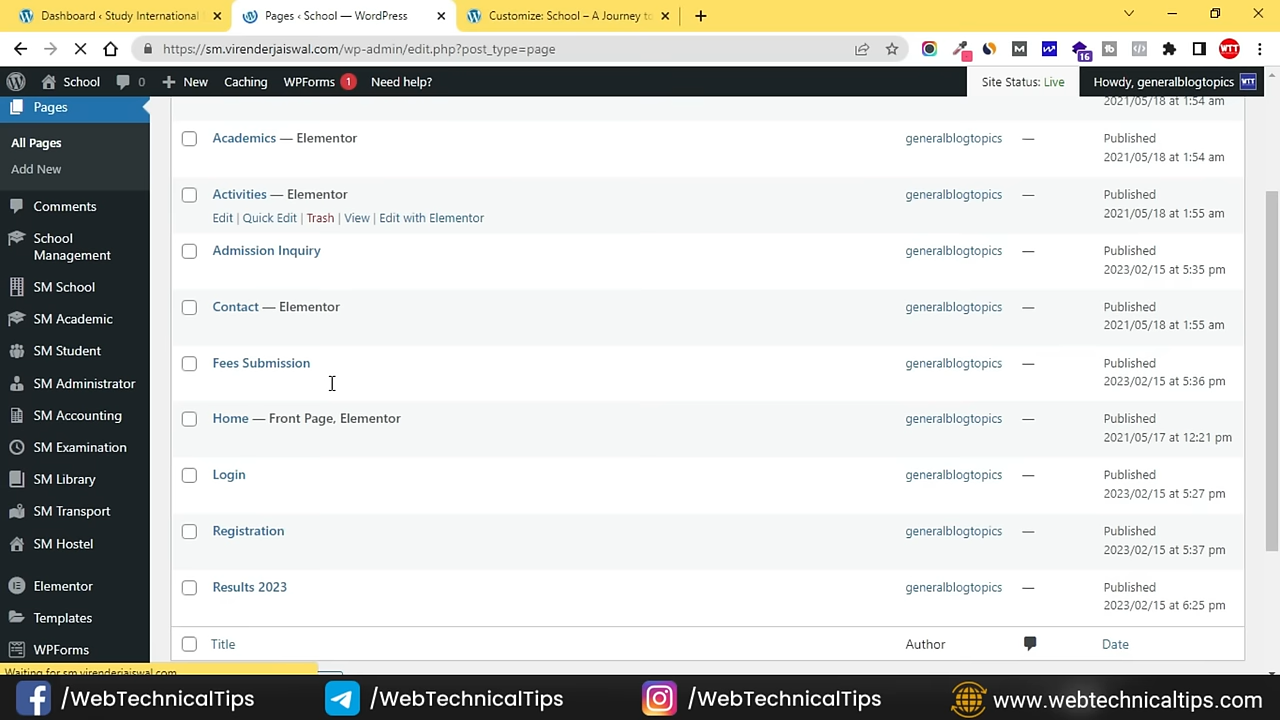 Dashboard ‹ Study International
Pages ‹ School — WordPress
Customize: School – A Journey to
https://sm.virenderjaiswal.com/wp-admin/edit.php?post_type=page
16
WTT
School
0
New
Caching
WPForms
1
Need help?
Site Status: Live
Howdy, generalblogtopics
WTT
Pages
All Pages
Add New
Comments
School
Management
SM School
SM Academic
SM Student
SM Administrator
SM Accounting
SM Examination
SM Library
SM Transport
SM Hostel
Elementor
Templates
WPForms
2021/05/18 at 1:54 am
Academics — Elementor
generalblogtopics
—
Published
2021/05/18 at 1:54 am
Activities — Elementor
Edit | Quick Edit | Trash | View | Edit with Elementor
generalblogtopics
—
Published
2021/05/18 at 1:55 am
Admission Inquiry
generalblogtopics
—
Published
2023/02/15 at 5:35 pm
Contact — Elementor
generalblogtopics
—
Published
2021/05/18 at 1:55 am
Fees Submission
generalblogtopics
—
Published
2023/02/15 at 5:36 pm
Home — Front Page, Elementor
generalblogtopics
—
Published
2021/05/17 at 12:21 pm
Login
generalblogtopics
—
Published
2023/02/15 at 5:27 pm
Registration
generalblogtopics
—
Published
2023/02/15 at 5:37 pm
Results 2023
generalblogtopics
—
Published
2023/02/15 at 6:25 pm
Title
Author
Date
Waiting for sm.virenderjaiswal.com
/WebTechnicalTips
/WebTechnicalTips
/WebTechnicalTips
www.webtechnicaltips.com